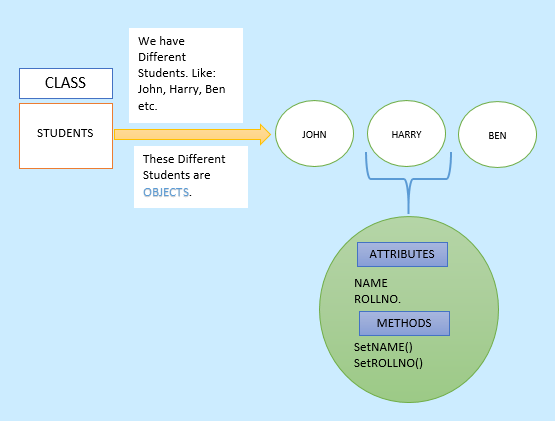 We have
Different
Students. Like:
John, Harry, Ben
etc.
CLASS
STUDENTS
These Different
Students are
OBJECTS.
JOHN
HARRY
BEN
ATTRIBUTES
NAME
ROLLNO.
METHODS
SetNAME()
SetROLLNO()